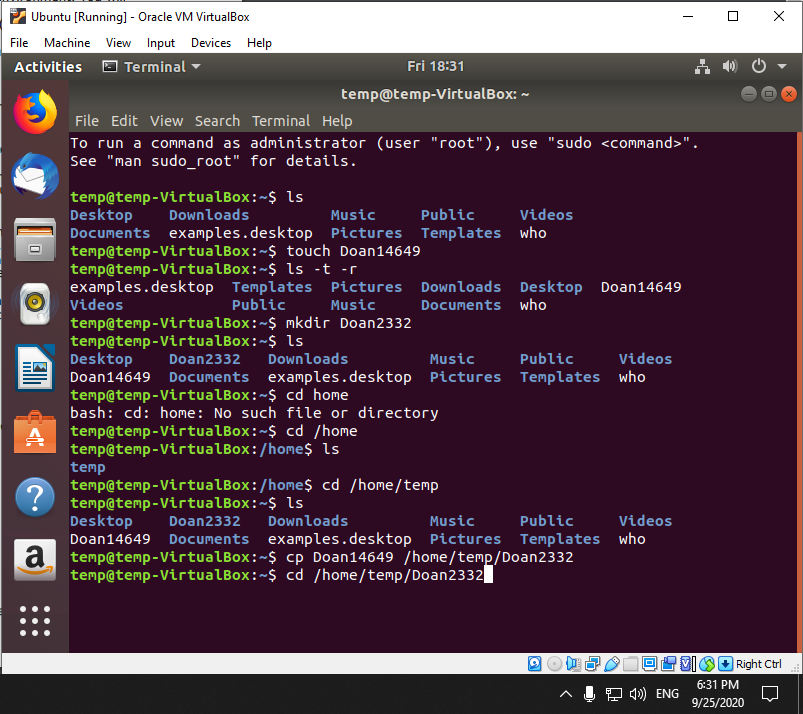 Ubuntu [Running] - Oracle VM VirtualBox
File Machine View Input Devices Help
Activities Terminal Fri 18:31
temp@temp-VirtualBox: ~
File Edit View Search Terminal Help
To run a command as administrator (user "root"), use "sudo <command>".
See "man sudo_root" for details.
temp@temp-VirtualBox:~$ ls
Desktop Downloads Music Public Videos
Documents examples.desktop Pictures Templates who
temp@temp-VirtualBox:~$ touch Doan14649
temp@temp-VirtualBox:~$ ls -t -r
examples.desktop Templates Pictures Downloads Desktop Doan14649
Videos Public Music Documents who
temp@temp-VirtualBox:~$ mkdir Doan2332
temp@temp-VirtualBox:~$ ls
Desktop Doan2332 Downloads Music Public Videos
Doan14649 Documents examples.desktop Pictures Templates who
temp@temp-VirtualBox:~$ cd home
bash: cd: home: No such file or directory
temp@temp-VirtualBox:~$ cd /home
temp@temp-VirtualBox:/home$ ls
temp
temp@temp-VirtualBox:/home$ cd /home/temp
temp@temp-VirtualBox:~$ ls
Desktop Doan2332 Downloads Music Public Videos
Doan14649 Documents examples.desktop Pictures Templates who
temp@temp-VirtualBox:~$ cp Doan14649 /home/temp/Doan2332
temp@temp-VirtualBox:~$ cd /home/temp/Doan2332
Right Ctrl
ENG
6:31 PM
9/25/2020